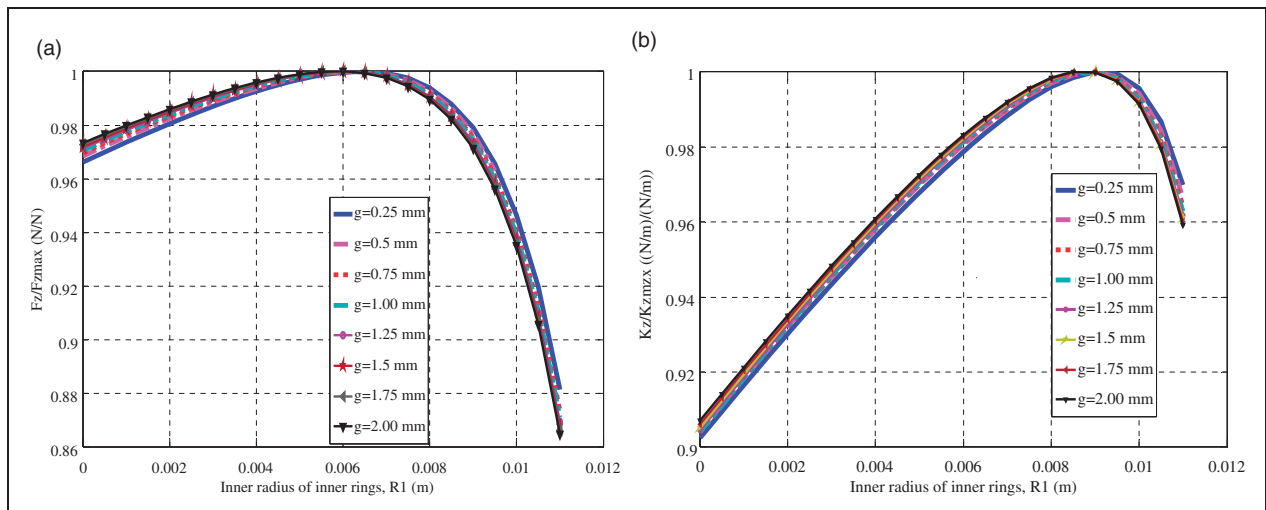 (a)
1
0.98
0.96
0.94
0.92
0.9
0.88
0.86
Fz/Fzmax (N/N)
g=0.25 mm
g=0.5 mm
g=0.75 mm
g=1.00 mm
g=1.25 mm
g=1.5 mm
g=1.75 mm
g=2.00 mm
0 0.002 0.004 0.006 0.008 0.01 0.012
Inner radius of inner rings, R1 (m)
(b)
1
0.98
0.96
0.94
0.92
0.9
Kz/Kzmzx ((N/m)/(N/m))
g=0.25 mm
g=0.5 mm
g=0.75 mm
g=1.00 mm
g=1.25 mm
g=1.5 mm
g=1.75 mm
g=2.00 mm
0 0.002 0.004 0.006 0.008 0.01 0.012
Inner radius of inner rings, R1 (m)